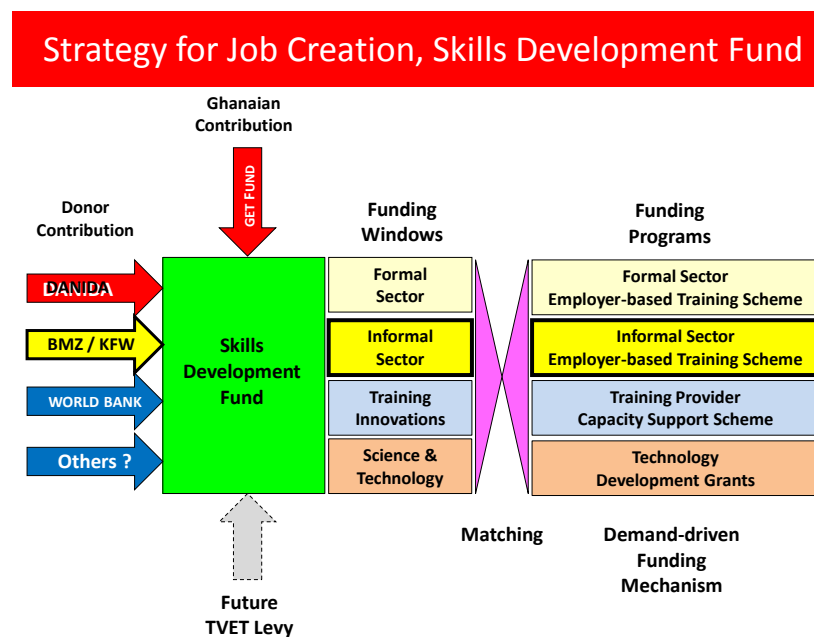 Strategy for Job Creation, Skills Development Fund
Ghanaian
Contribution
GET FUND
Donor
Contribution
Funding
Windows
Funding
Programs
DANIDA
DANIDA
BMZ / KFW
WORLD BANK
Others ?
Skills
Development
Fund
Formal
Sector
Informal
Sector
Training
Innovations
Science &
Technology
Formal Sector
Employer-based Training Scheme
Informal Sector
Employer-based Training Scheme
Training Provider
Capacity Support Scheme
Technology
Development Grants
Matching
Demand-driven
Funding
Mechanism
Future
TVET Levy